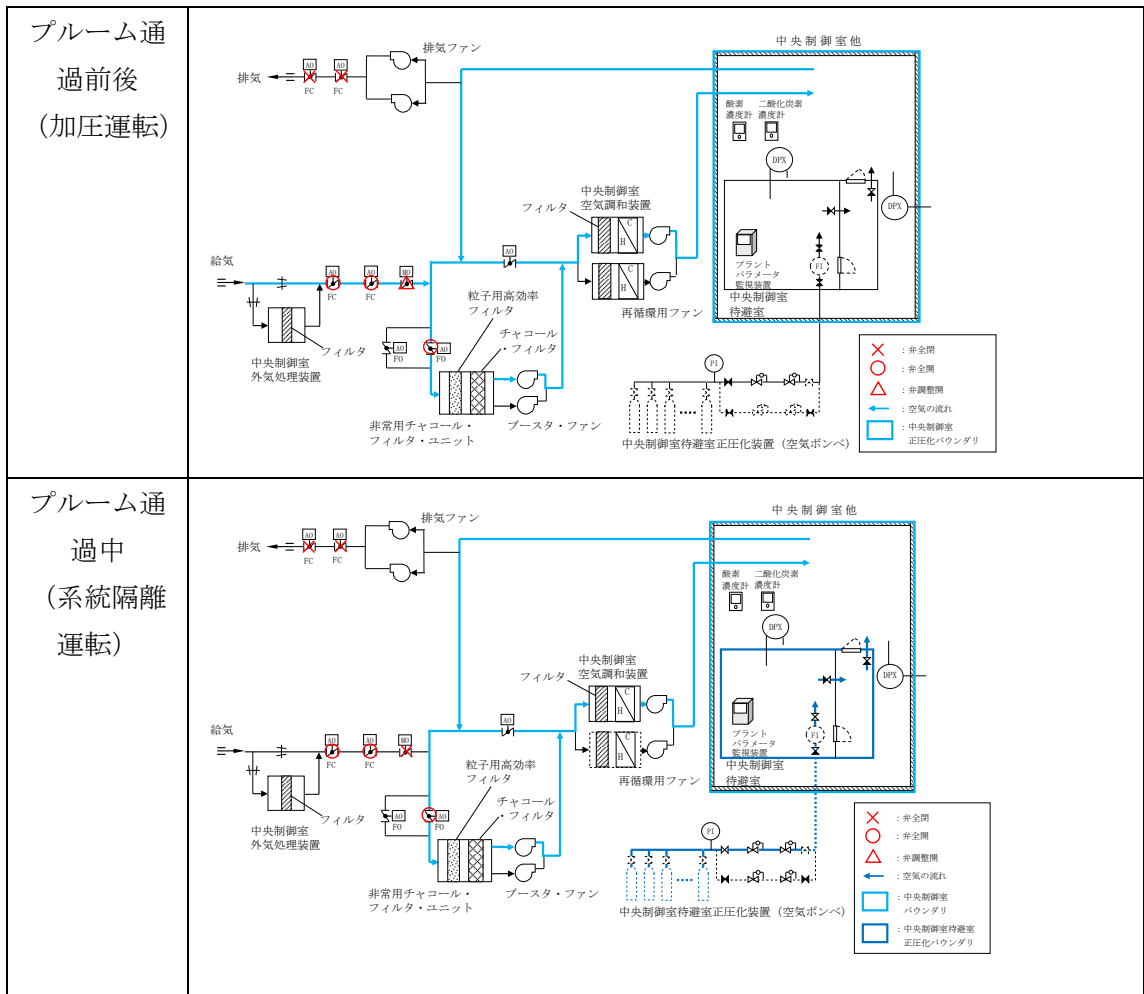 プルーム通
過前後
（加圧運転）
中央制御室他
排気ファン
排気
AO
AO
FC
FC
酸素
濃度計
二酸化炭素
濃度計
DPX
DPX
中央制御室
空気調和装置
フィルタ
C
H
C
H
再循環用ファン
AO
給気
AO
AO
MO
FC
FC
粒子用高効率
フィルタ
チャコール
・フィルタ
フィルタ
中央制御室
外気処理装置
AO
FO
AO
FO
非常用チャコール・
フィルタ・ユニット
ブースタ・ファン
プラント
パラメータ
監視装置
FI
中央制御室
待避室
PI
中央制御室待避室正圧化装置（空気ボンベ）
：弁全閉
：弁全開
：弁調整開
：空気の流れ
：中央制御室
正圧化バウンダリ
プルーム通
過中
（系統隔離
運転）
中央制御室他
排気ファン
排気
AO
AO
FC
FC
酸素
濃度計
二酸化炭素
濃度計
DPX
DPX
中央制御室
空気調和装置
フィルタ
C
H
C
H
再循環用ファン
AO
給気
AO
AO
MO
FC
FC
粒子用高効率
フィルタ
チャコール
・フィルタ
フィルタ
中央制御室
外気処理装置
AO
FO
AO
FO
非常用チャコール・
フィルタ・ユニット
ブースタ・ファン
プラント
パラメータ
監視装置
FI
中央制御室
待避室
PI
中央制御室待避室正圧化装置（空気ボンベ）
：弁全閉
：弁全開
：弁調整開
：空気の流れ
：中央制御室
バウンダリ
：中央制御室待避室
正圧化バウンダリ